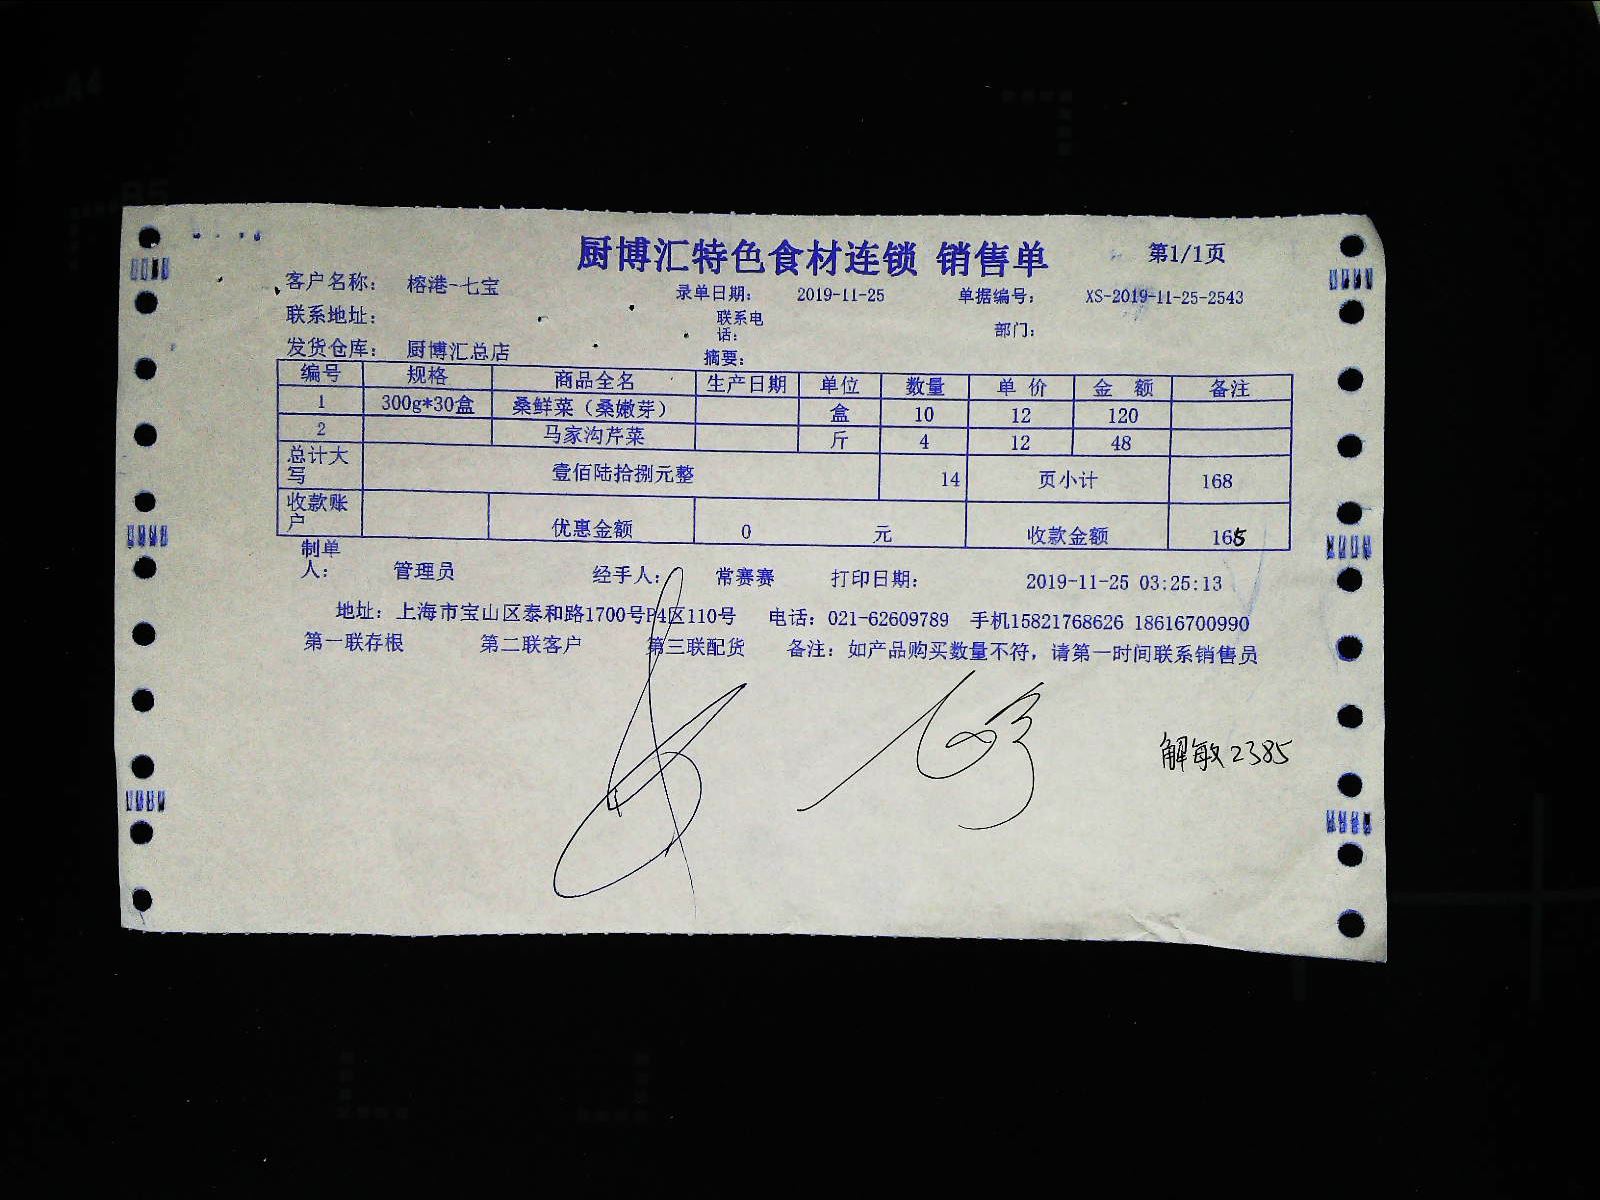 厨博汇特色食材连锁 销售单 第1/1页
客户名称： 榕港-七宝 录单日期： 2019-11-25 单据编号： XS-2019-11-25-2543
联系地址： 联系电话： 部门：
发货仓库： 厨博汇总店 摘要：
编号 规格 商品全名 生产日期 单位 数量 单价 金额 备注
1 300g*30盒 桑鲜菜（桑嫩芽） 盒 10 12 120
2 马家沟芹菜 斤 4 12 48
总计大写 壹佰陆拾捌元整 14 页小计 168
收款账户 优惠金额 0 元 收款金额 168
制单人： 管理员 经手人： 常赛赛 打印日期： 2019-11-25 03:25:13
地址：上海市宝山区泰和路1700号P4区110号 电话：021-62609789 手机15821768626 18616700990
第一联存根 第二联客户 第三联配货 备注：如产品购买数量不符，请第一时间联系销售员
解敏2385